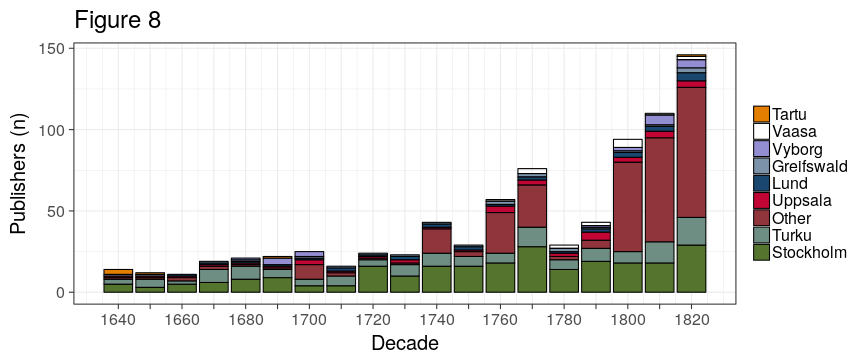 Figure 8
Publishers (n)
150
100
50
0
1640 1660 1680 1700 1720 1740 1760 1780 1800 1820
Decade
Tartu
Vaasa
Vyborg
Greifswald
Lund
Uppsala
Other
Turku
Stockholm